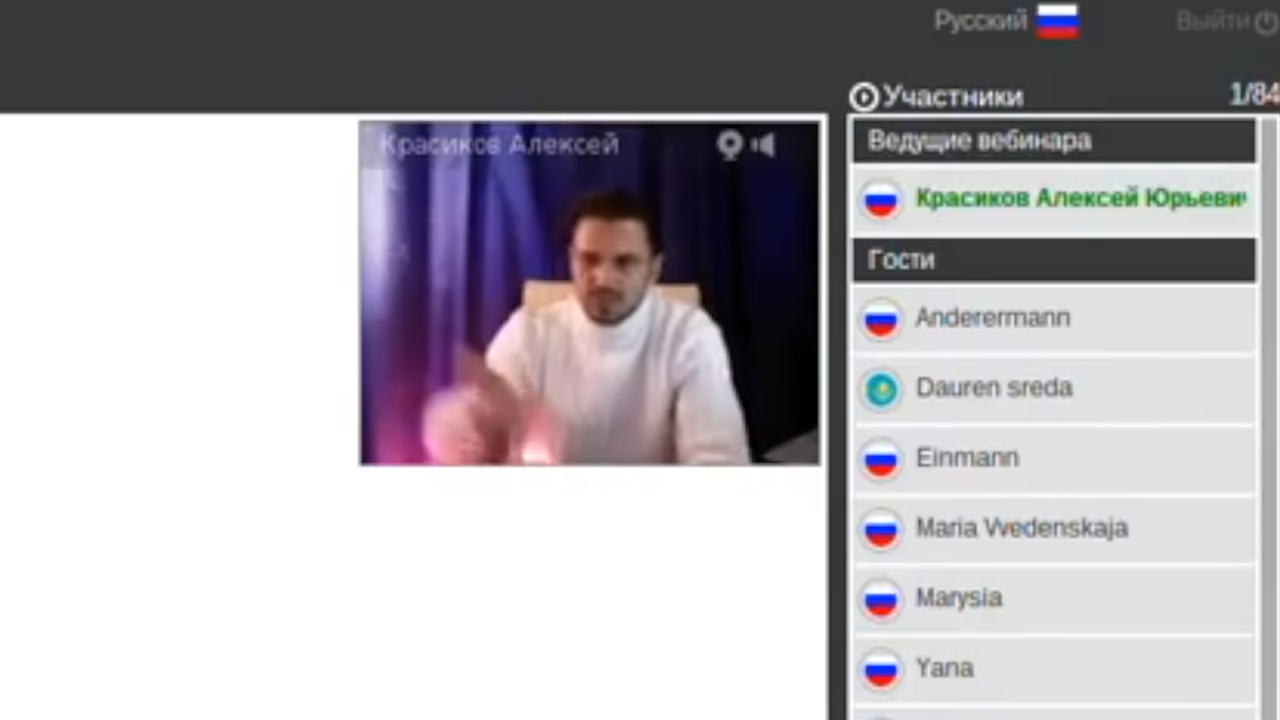 Русский
Выйти
Участники 1/84
Красиков Алексей
Ведущие вебинара
Красиков Алексей Юрьеви
Гости
Anderermann
Dauren sreda
Einmann
Maria Vvedenskaja
Marysia
Yana